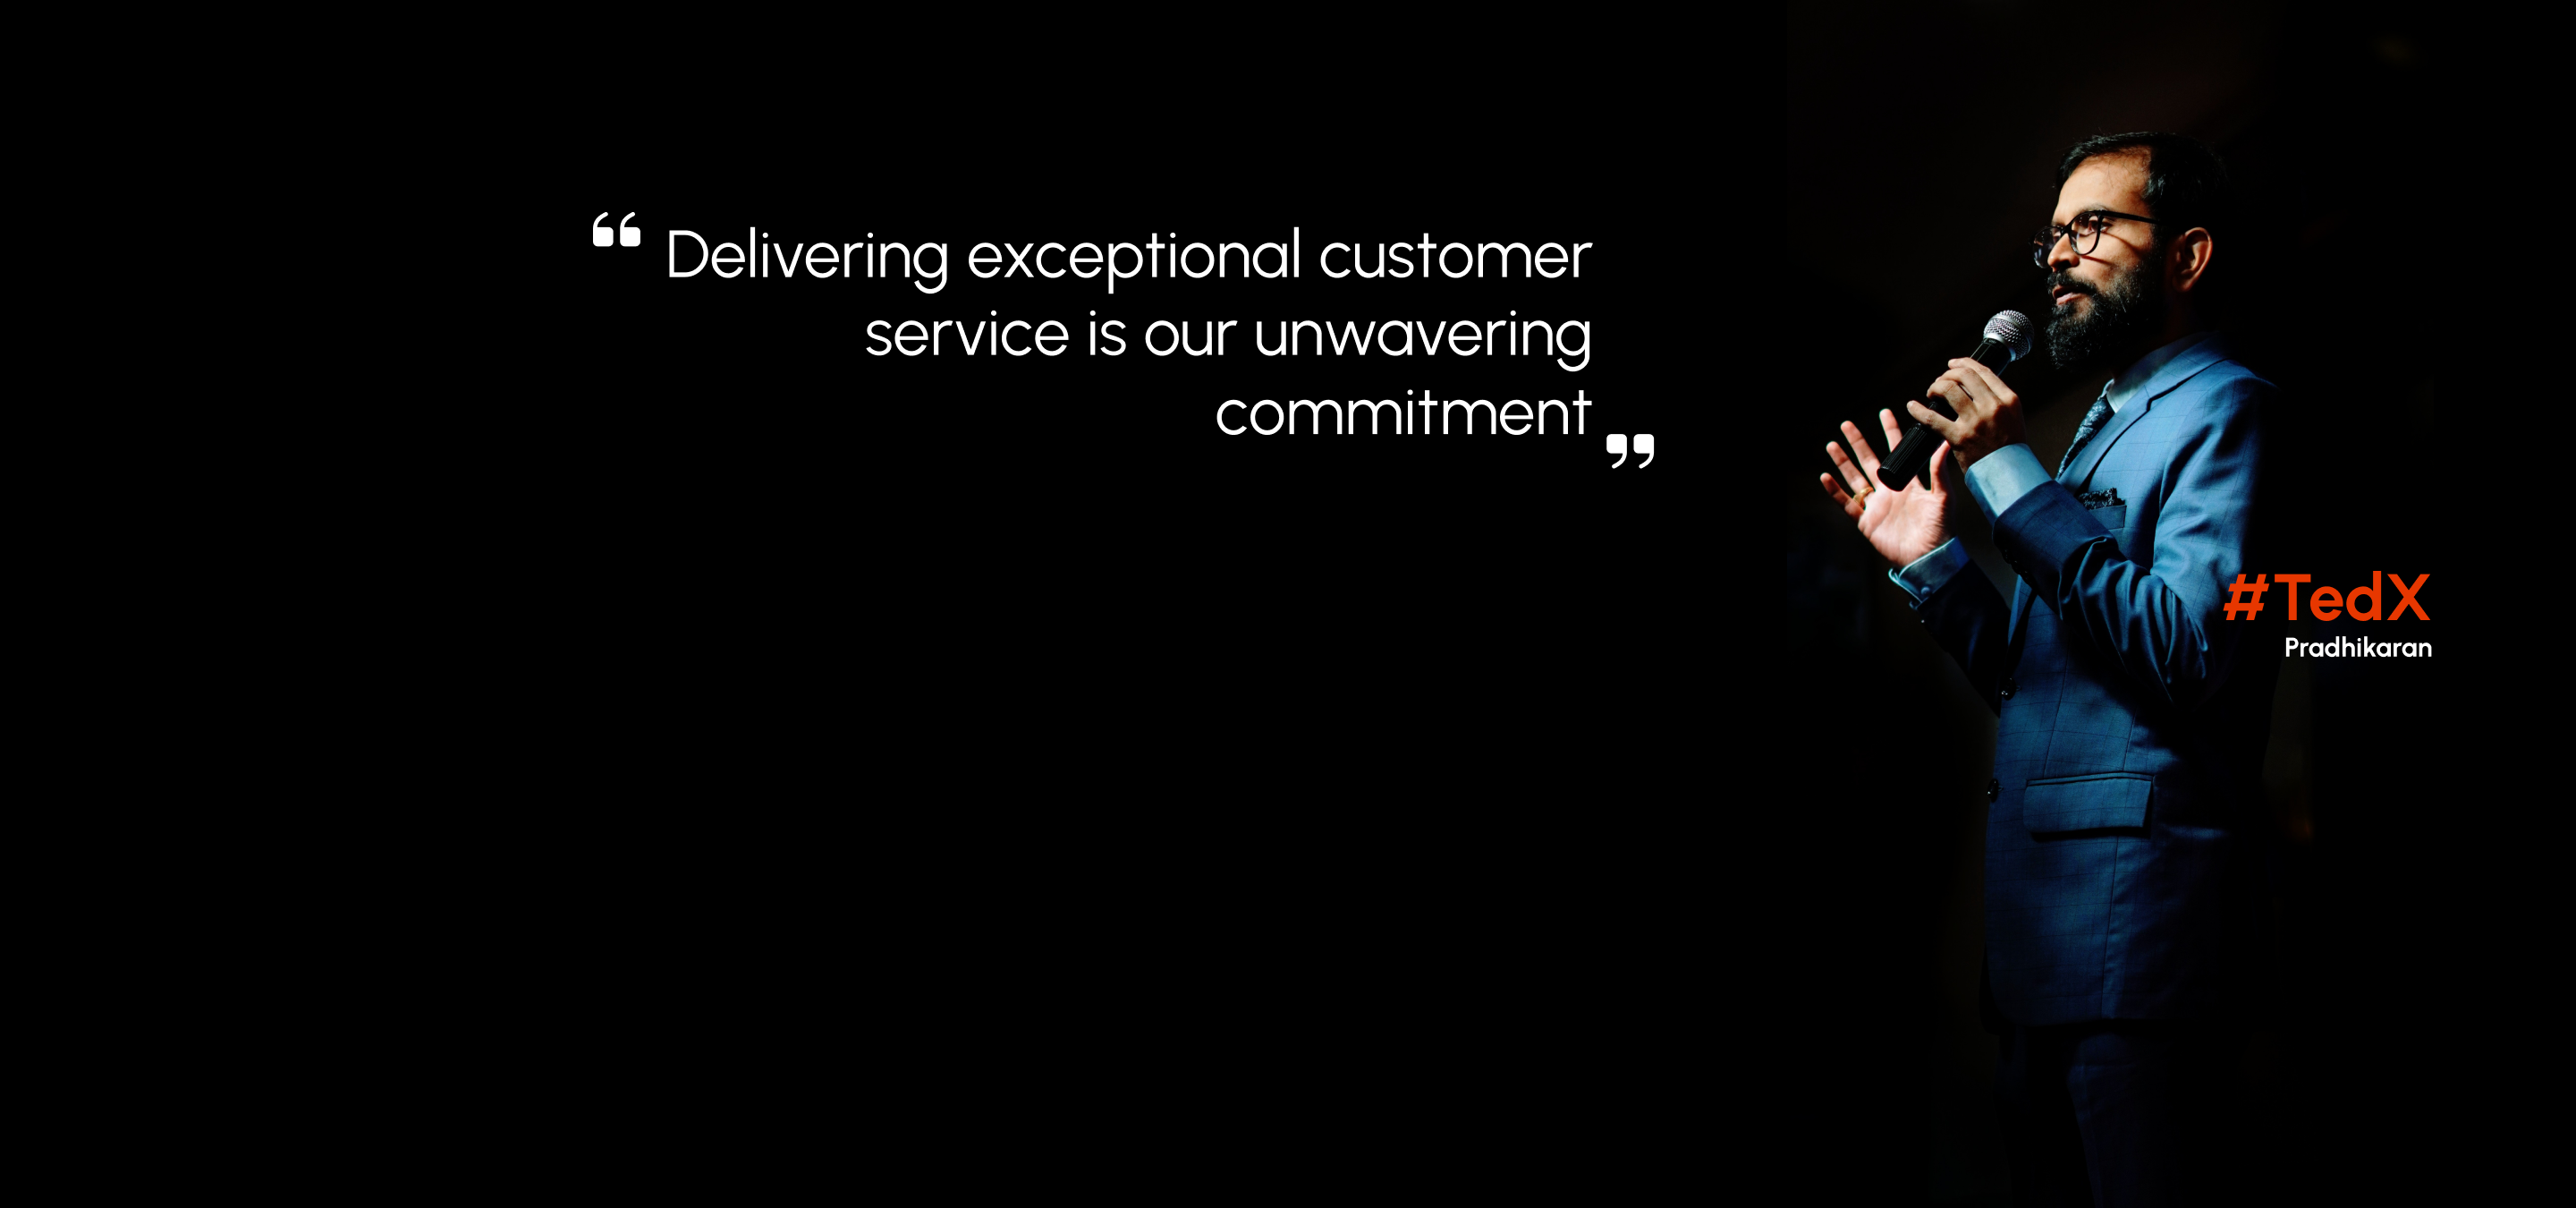 “ Delivering exceptional customer
service is our unwavering
commitment ”
#TedX
Pradhikaran